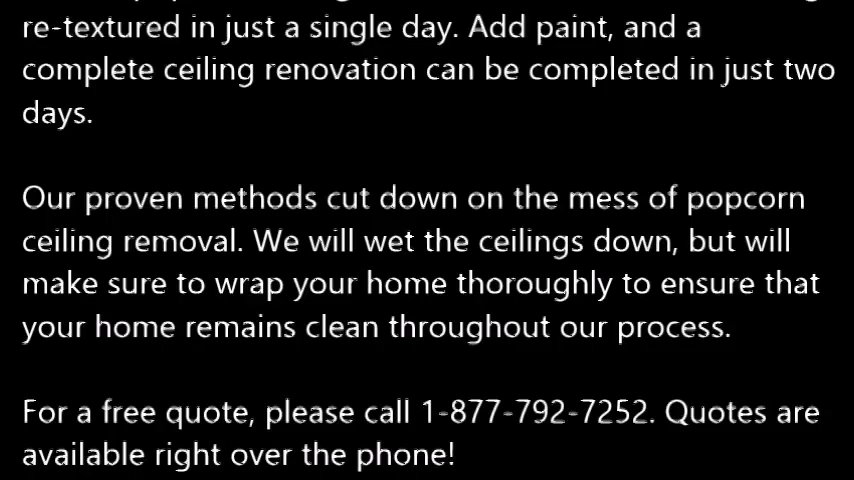 re-textured in just a single day. Add paint, and a
complete ceiling renovation can be completed in just two
days.
Our proven methods cut down on the mess of popcorn
ceiling removal. We will wet the ceilings down, but will
make sure to wrap your home thoroughly to ensure that
your home remains clean throughout our process.
For a free quote, please call 1-877-792-7252. Quotes are
available right over the phone!